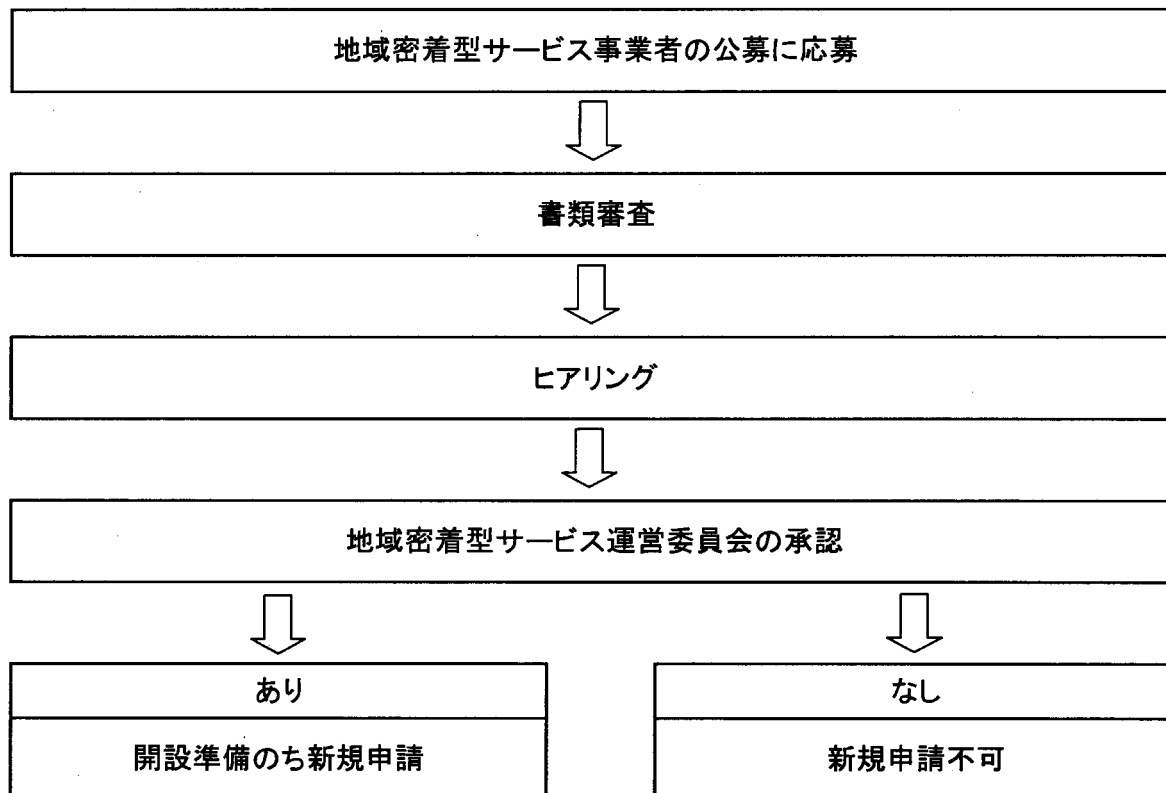 地域密着型サービス事業者の公募に応募
書類審査
ヒアリング
地域密着型サービス運営委員会の承認
あり
開設準備のち新規申請
なし
新規申請不可